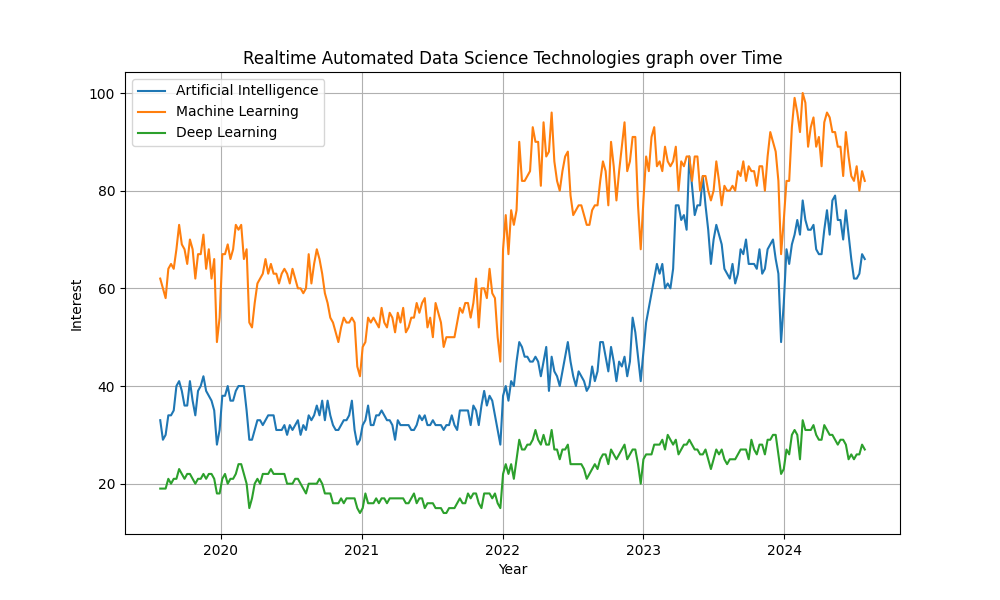 Realtime Automated Data Science Technologies graph over Time
Artificial Intelligence
Machine Learning
Deep Learning
100
80
60
40
20
Interest
2020 2021 2022 2023 2024
Year